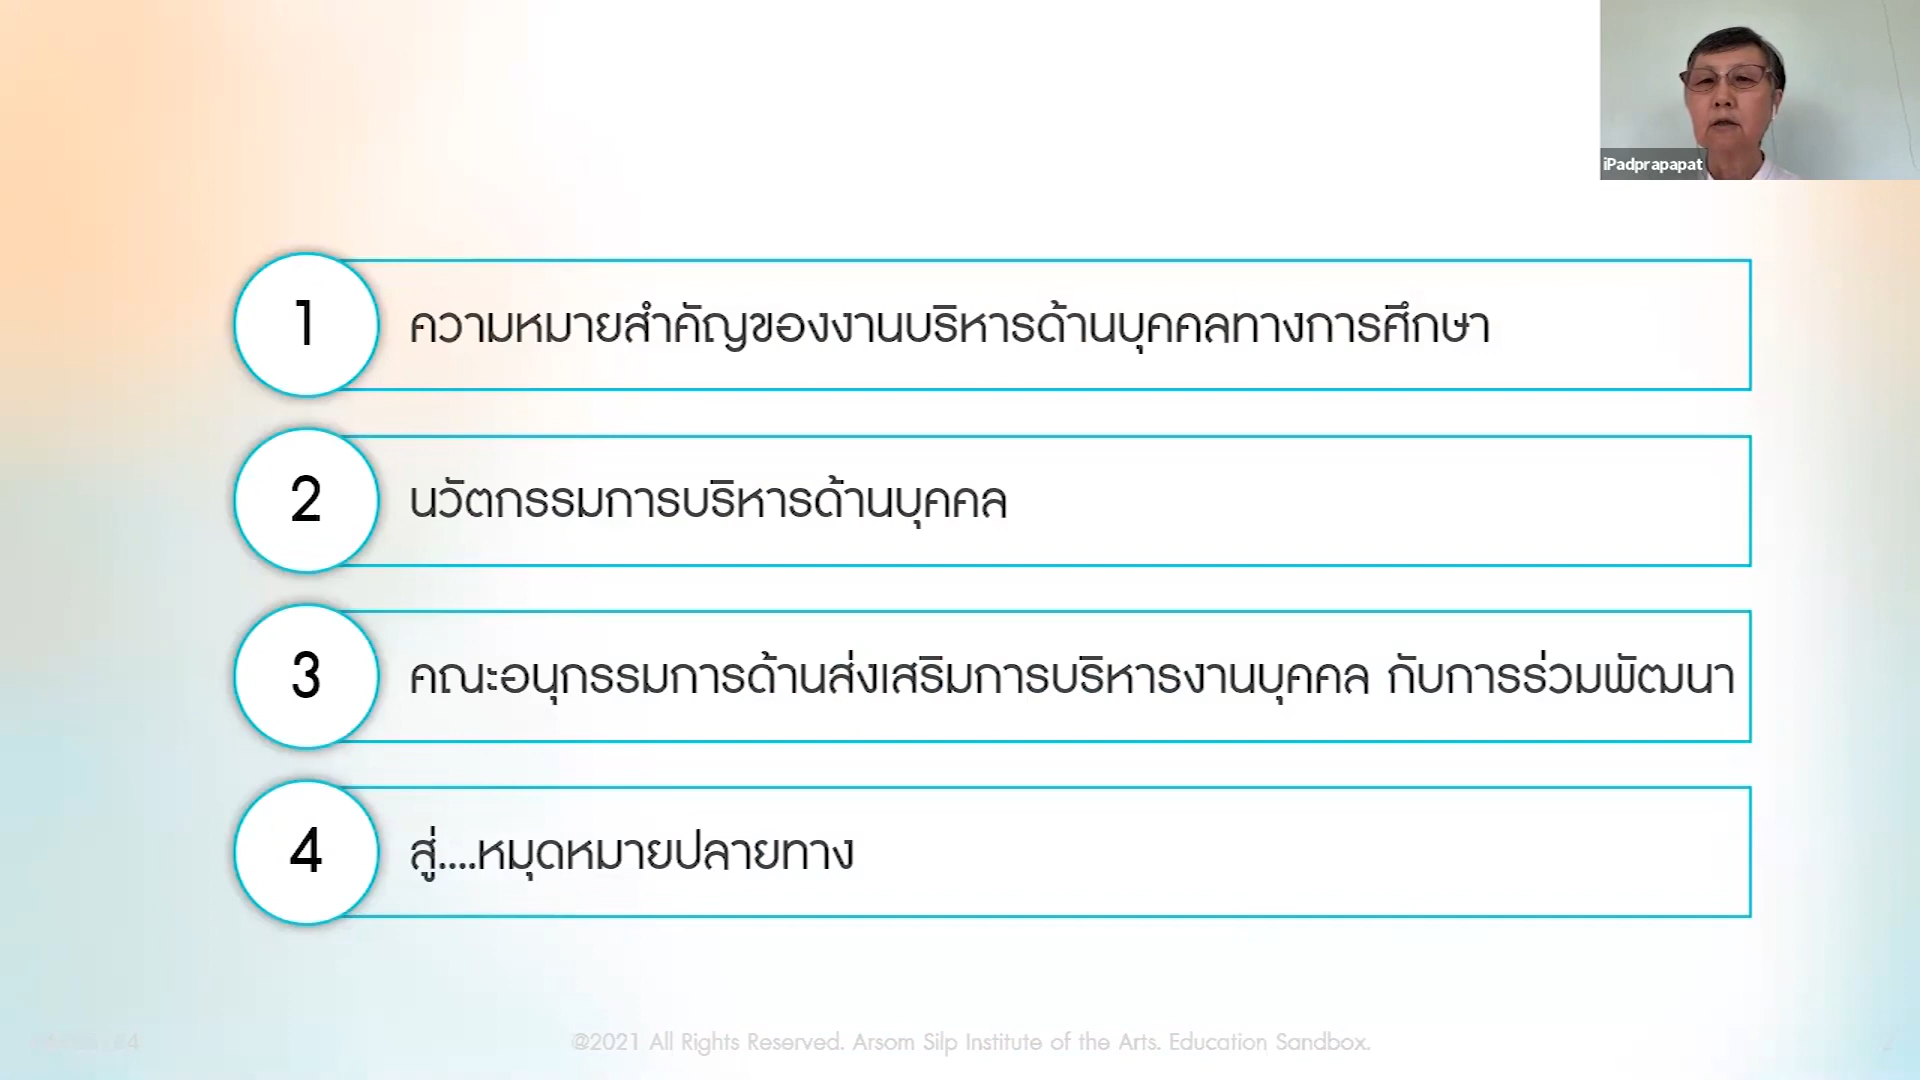 iPadprapapat
1
ความหมายสำคัญของงานบริหารด้านบุคคลทางการศึกษา
2
นวัตกรรมการบริหารด้านบุคคล
3
คณะอนุกรรมการด้านส่งเสริมการบริหารงานบุคคล กับการร่วมพัฒนา
4
สู่....หมุดหมายปลายทาง
@2021 All Rights Reserved. Arsom Silp Institute of the Arts. Education Sandbox.